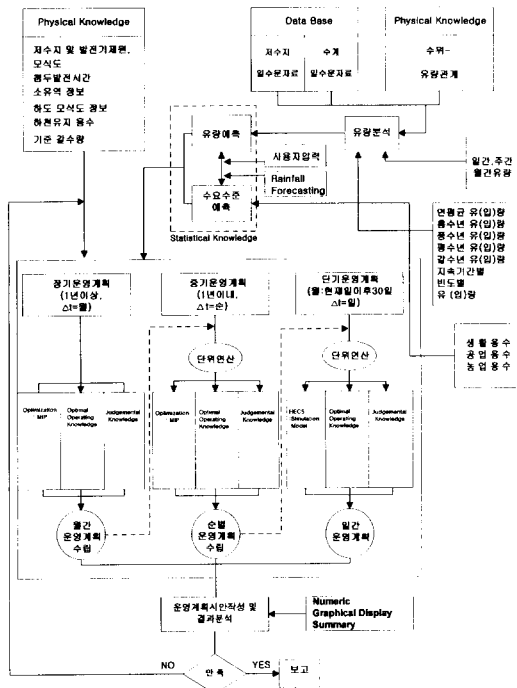 Physical Knowledge
저수지 및 발전기제원,
모식도
첨두발전시간
소유역 정보
하도 모식도 정보
하천유지 용수
기준 갈수량
Data Base
저수지
일수문자료
수계
일수문자료
Physical Knowledge
수위-
유량관계
유량예측
유량분석
사용자입력
Rainfall
Forecasting
수요수준
예측
Statistical Knowledge
일간,주간
월간유량
연평균 유(입)량
홍수년 유(입)량
풍수년 유(입)량
평수년 유(입)량
갈수년 유(입)량
지속기간별
빈도별
유 (입)량
생 활 용 수
공 업 용 수
농 업 용 수
장기운영계획
(1년이상,
Δt=월)
중기운영계획
(1년이내,
Δt=순)
단기운영계획
(월:현재일이후30일
Δt=일)
단위연산
단위연산
Optimization
MIP
Optimal
Operating
Knowledge
Judgemental
Knowledge
Optimization
MIP
Optimal
Operating
Knowledge
Judgemental
Knowledge
HEC5
Simulation
Model
Optimal
Operating
Knowledge
Judgemental
Knowledge
월간
운영계획
수립
순별
운영계획
수립
일간
운영계획
운영계획시안작성 및
결과분석
Numeric
Graphical Display
Summary
NO
만 족
YES
보고